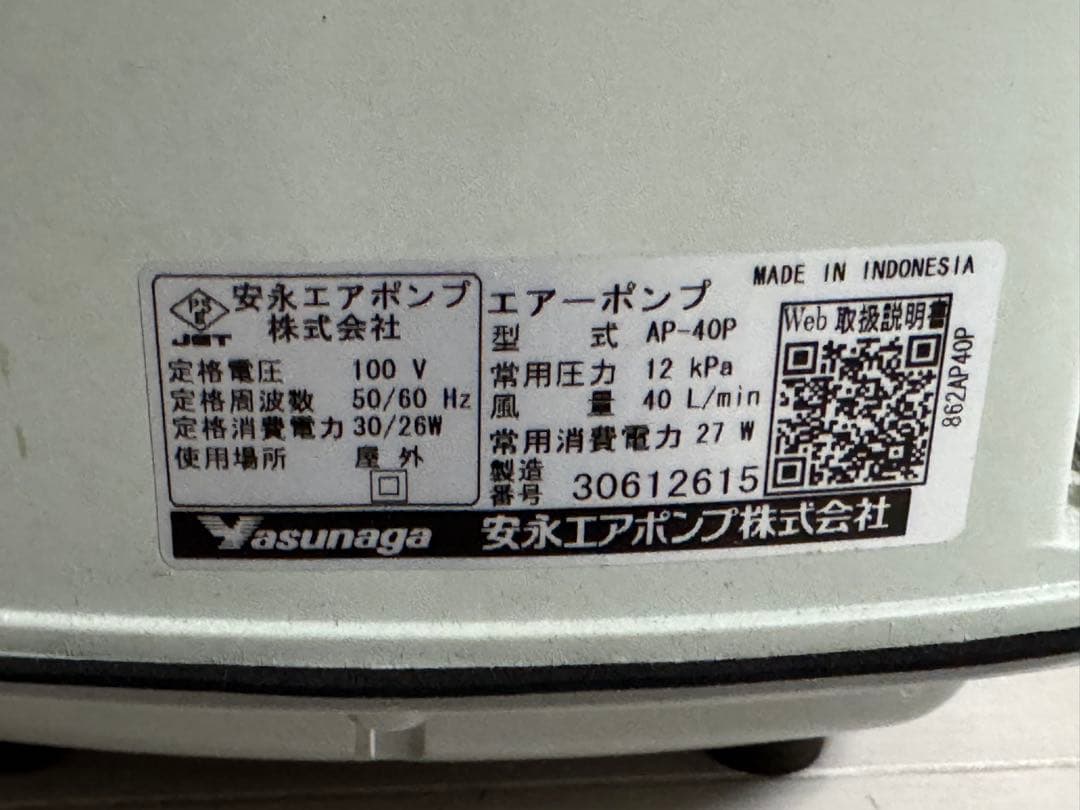 MADE IN INDONESIA
PS
E
JET
安永エアポンプ
株式会社
定格電圧 100 V
定格周波数 50/60 Hz
定格消費電力 30/26W
使用場所 屋外
エアーポンプ
型式 AP-40P
常用圧力 12 kPa
風量 40 L/min
常用消費電力 27 W
製造
番号 30612615
Web 取扱説明書
862AP40P
Yasunaga 安永エアポンプ株式会社